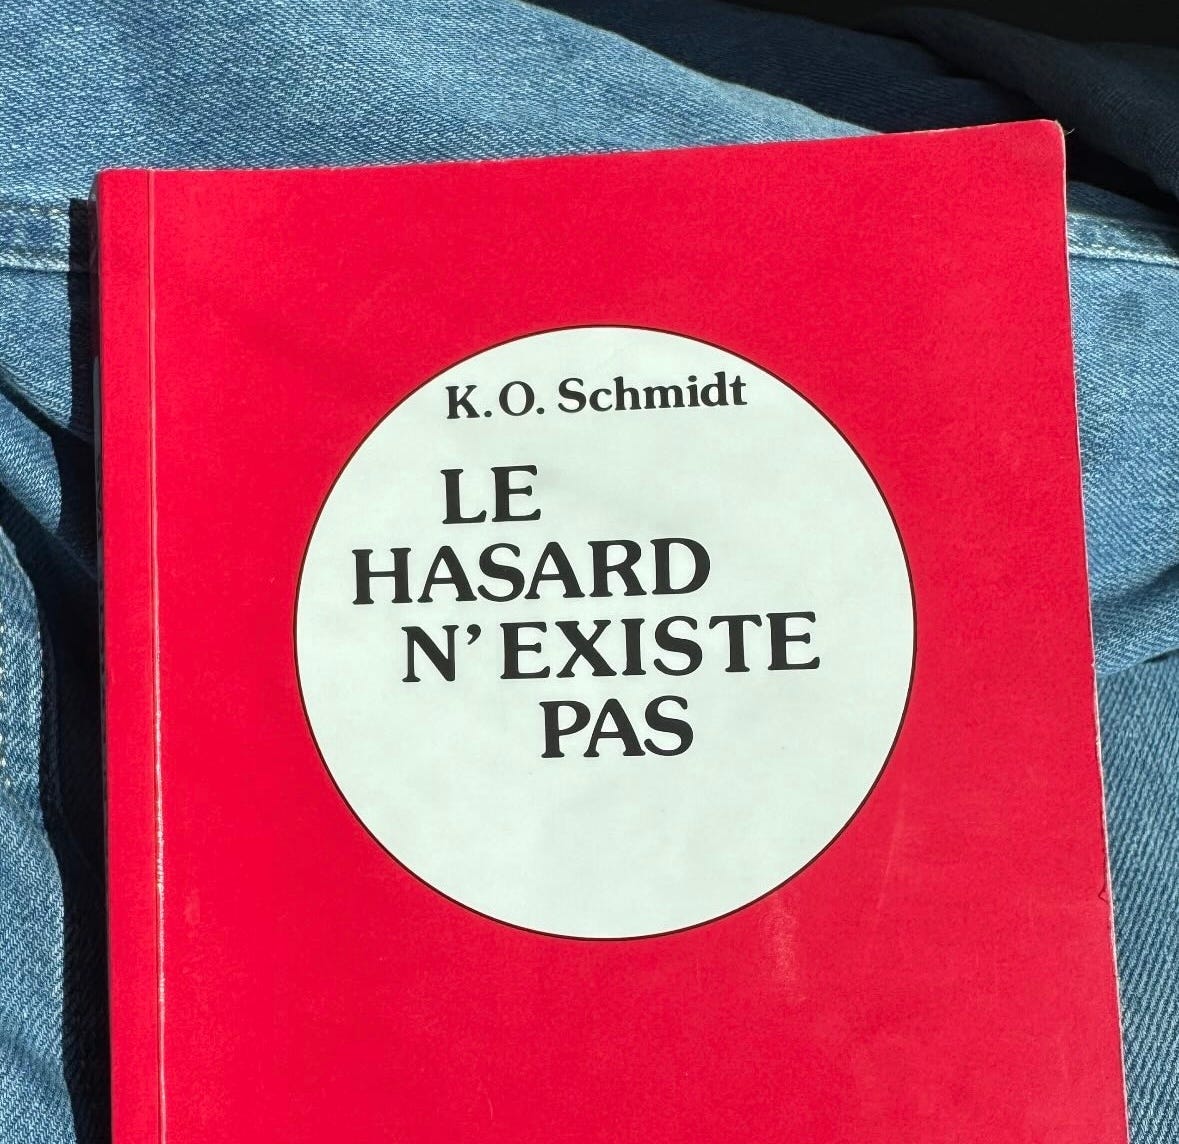 K. O. Schmidt
LE
HASARD
N'EXISTE
PAS